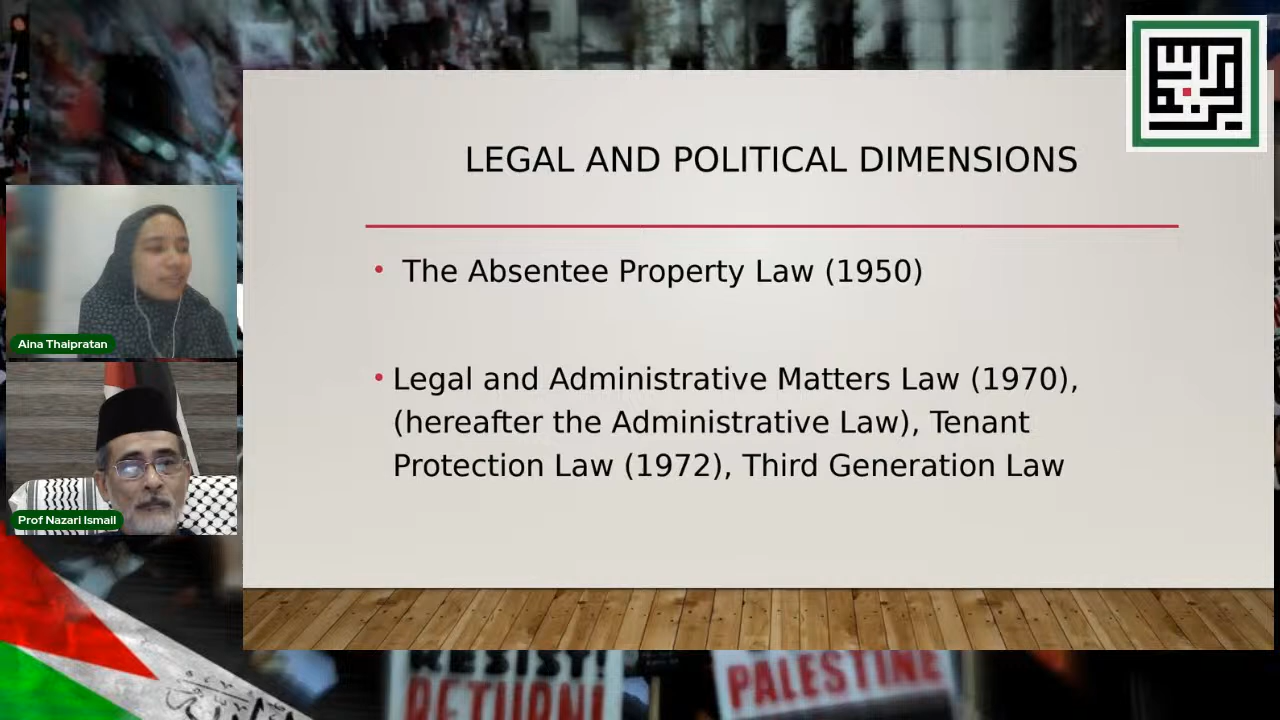 LEGAL AND POLITICAL DIMENSIONS
• The Absentee Property Law (1950)
• Legal and Administrative Matters Law (1970),
(hereafter the Administrative Law), Tenant
Protection Law (1972), Third Generation Law
Aina Thaipratan
Prof Nazari Ismail
RESIST!
RETURN!
PALESTINE